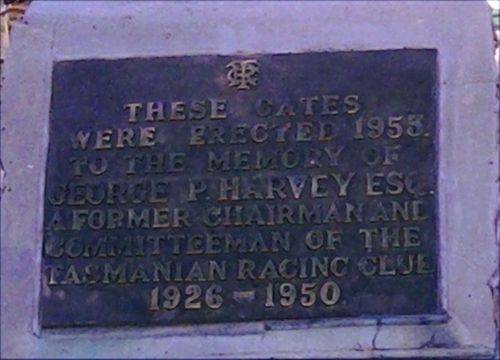 THESE GATES
WERE ERECTED 1953.
TO THE MEMORY OF
GEORGE P. HARVEY ESQ.
A FORMER CHAIRMAN AND
COMMITTEEMAN OF THE
TASMANIAN RACING CLUB
1926 - 1950